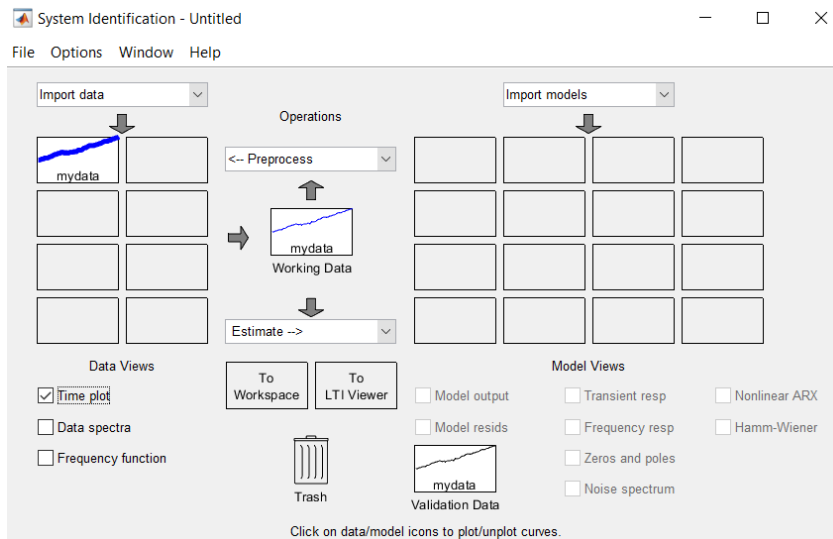 System Identification - Untitled
File Options Window Help
Import data
Import models
Operations
mydata
<-- Preprocess
mydata
Working Data
Estimate -->
Data Views
Time plot
Data spectra
Frequency function
To
Workspace
To
LTI Viewer
Trash
Model Views
Model output
Transient resp
Nonlinear ARX
Model resids
Frequency resp
Hamm-Wiener
Zeros and poles
Noise spectrum
mydata
Validation Data
Click on data/model icons to plot/unplot curves.